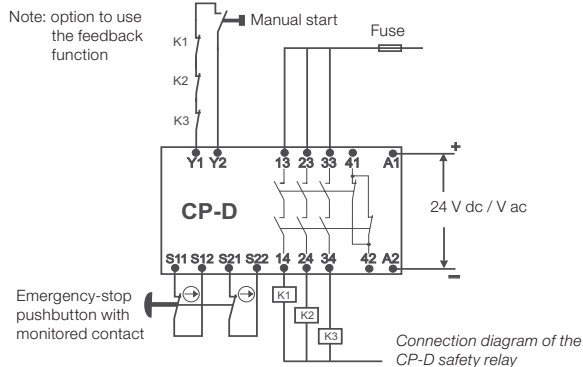 Note: option to use
the feedback
function
Manual start
Fuse
K1
K2
K3
Y1 Y2 13 23 33 41 A1
+
CP-D
24 V dc / V ac
S11 S12 S21 S22 14 24 34 42 A2
–
Emergency-stop
pushbutton with
monitored contact
K1
K2
K3
Connection diagram of the
CP-D safety relay